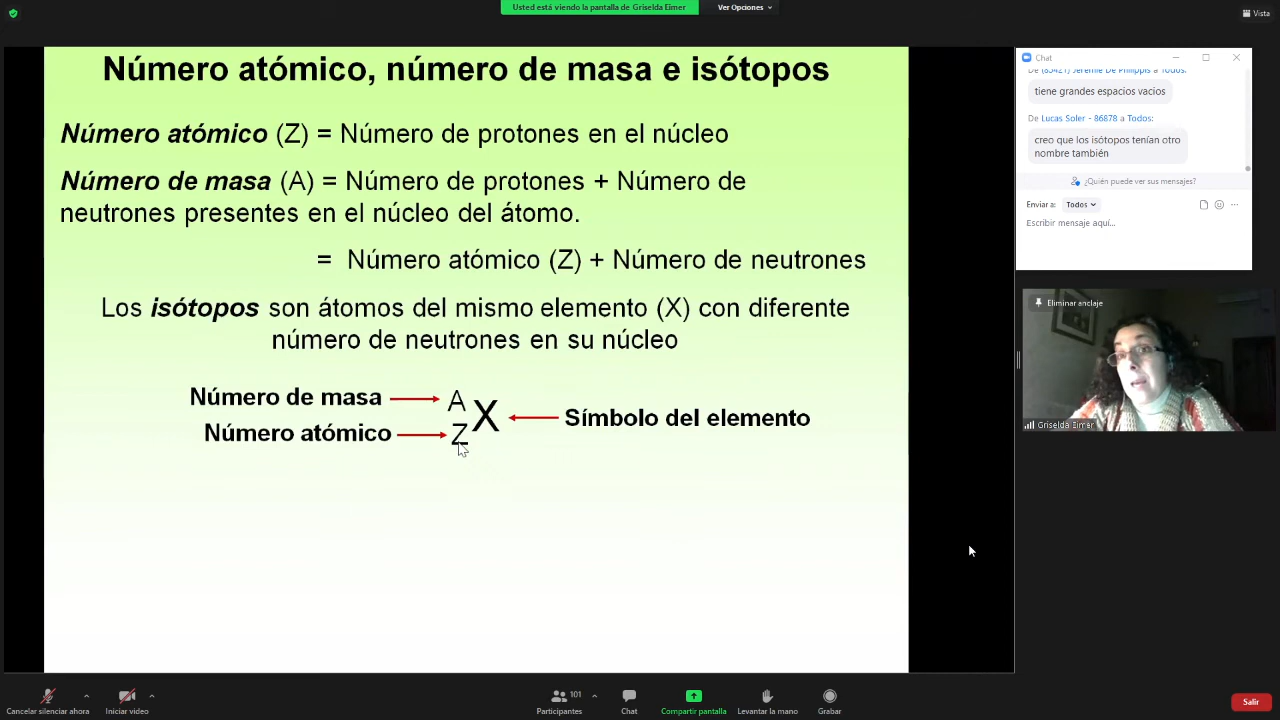 Usted está viendo la pantalla de Griselda Eimer
Ver Opciones
Vista
Número atómico, número de masa e isótopos
Número atómico (Z) = Número de protones en el núcleo
Número de masa (A) = Número de protones + Número de
neutrones presentes en el núcleo del átomo.
= Número atómico (Z) + Número de neutrones
Los isótopos son átomos del mismo elemento (X) con diferente
número de neutrones en su núcleo
Número de masa
A
X
Símbolo del elemento
Número atómico
Z
Chat
a Todos:
tiene grandes espacios vacios
De Lucas Soler - 86878 a Todos:
creo que los isótopos tenían otro
nombre también
¿Quién puede ver sus mensajes?
Enviar a: Todos
Escribir mensaje aquí...
Eliminar anclaje
Griselda Eimer
Cancelar silenciar ahora
Iniciar video
101
Participantes
Chat
Compartir pantalla
Levantar la mano
Grabar
Salir